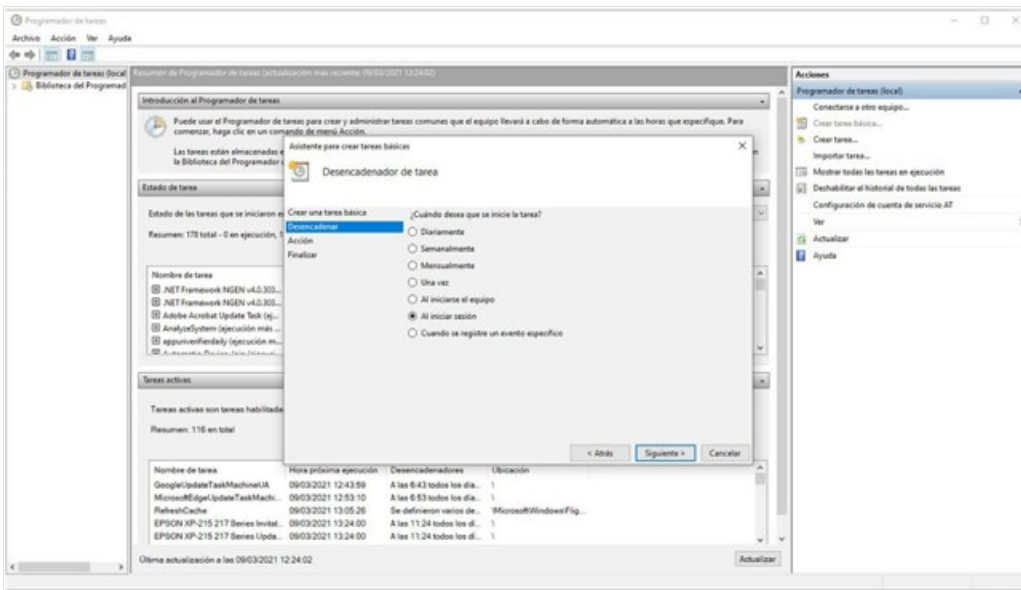 Programador de tareas
Archivo Acción Ver Ayuda
Programador de tareas (local
Biblioteca del Programad
Resumen de Programador de tareas (actualización más reciente: 09/03/2021 12:24:02)
Introducción al Programador de tareas
Puede usar el Programador de tareas para crear y administrar tareas comunes que el equipo llevará a cabo de forma automática a las horas que especifique. Para
comenzar, haga clic en un comando de menú Acción.
Las tareas están almacenadas e
la Biblioteca del Programador
Estado de tarea
Estado de las tareas que se iniciaron e
Resumen: 178 total - 0 en ejecución, 1
Nombre de tarea
.NET Framework NGEN v4.0.303...
.NET Framework NGEN v4.0.303...
Adobe Acrobat Update Task (ej...
AnalyzeSystem (ejecución más ...
appuriverifierdaily (ejecución m...
Tareas activas
Tareas activas son tareas habilitada
Resumen: 116 en total
Nombre de tarea Hora próxima ejecución Desencadenadores Ubicación
GoogleUpdateTaskMachineUA 09/03/2021 12:43:59 A las 6:43 todos los día... \
MicrosoftEdgeUpdateTaskMachi... 09/03/2021 12:53:10 A las 6:53 todos los día... \
RefreshCache 09/03/2021 13:05:26 Se definieron varios de... \Microsoft\Windows\Flig...
EPSON XP-215 217 Series Invitat... 09/03/2021 13:24:00 A las 11:24 todos los dí... \
EPSON XP-215 217 Series Upda... 09/03/2021 13:24:00 A las 11:24 todos los dí... \
Última actualización a las 09/03/2021 12:24:02
Actualizar
Asistente para crear tareas básicas
Desencadenador de tarea
Crear una tarea básica
Desencadenar
Acción
Finalizar
¿Cuándo desea que se inicie la tarea?
Diariamente
Semanalmente
Mensualmente
Una vez
Al iniciarse el equipo
Al iniciar sesión
Cuando se registre un evento específico
< Atrás Siguiente > Cancelar
Acciones
Programador de tareas (local)
Conectarse a otro equipo...
Crear tarea básica...
Crear tarea...
Importar tarea...
Mostrar todas las tareas en ejecución
Deshabilitar el historial de todas las tareas
Configuración de cuenta de servicio AT
Ver
Actualizar
Ayuda